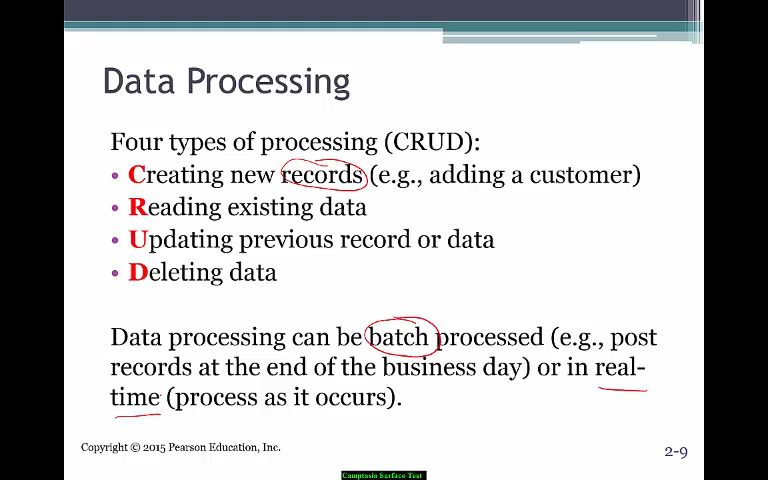 Data Processing
Four types of processing (CRUD):
• Creating new records (e.g., adding a customer)
• Reading existing data
• Updating previous record or data
• Deleting data
Data processing can be batch processed (e.g., post
records at the end of the business day) or in real-
time (process as it occurs).
Copyright © 2015 Pearson Education, Inc.
2-9
Camptasia Surface Test